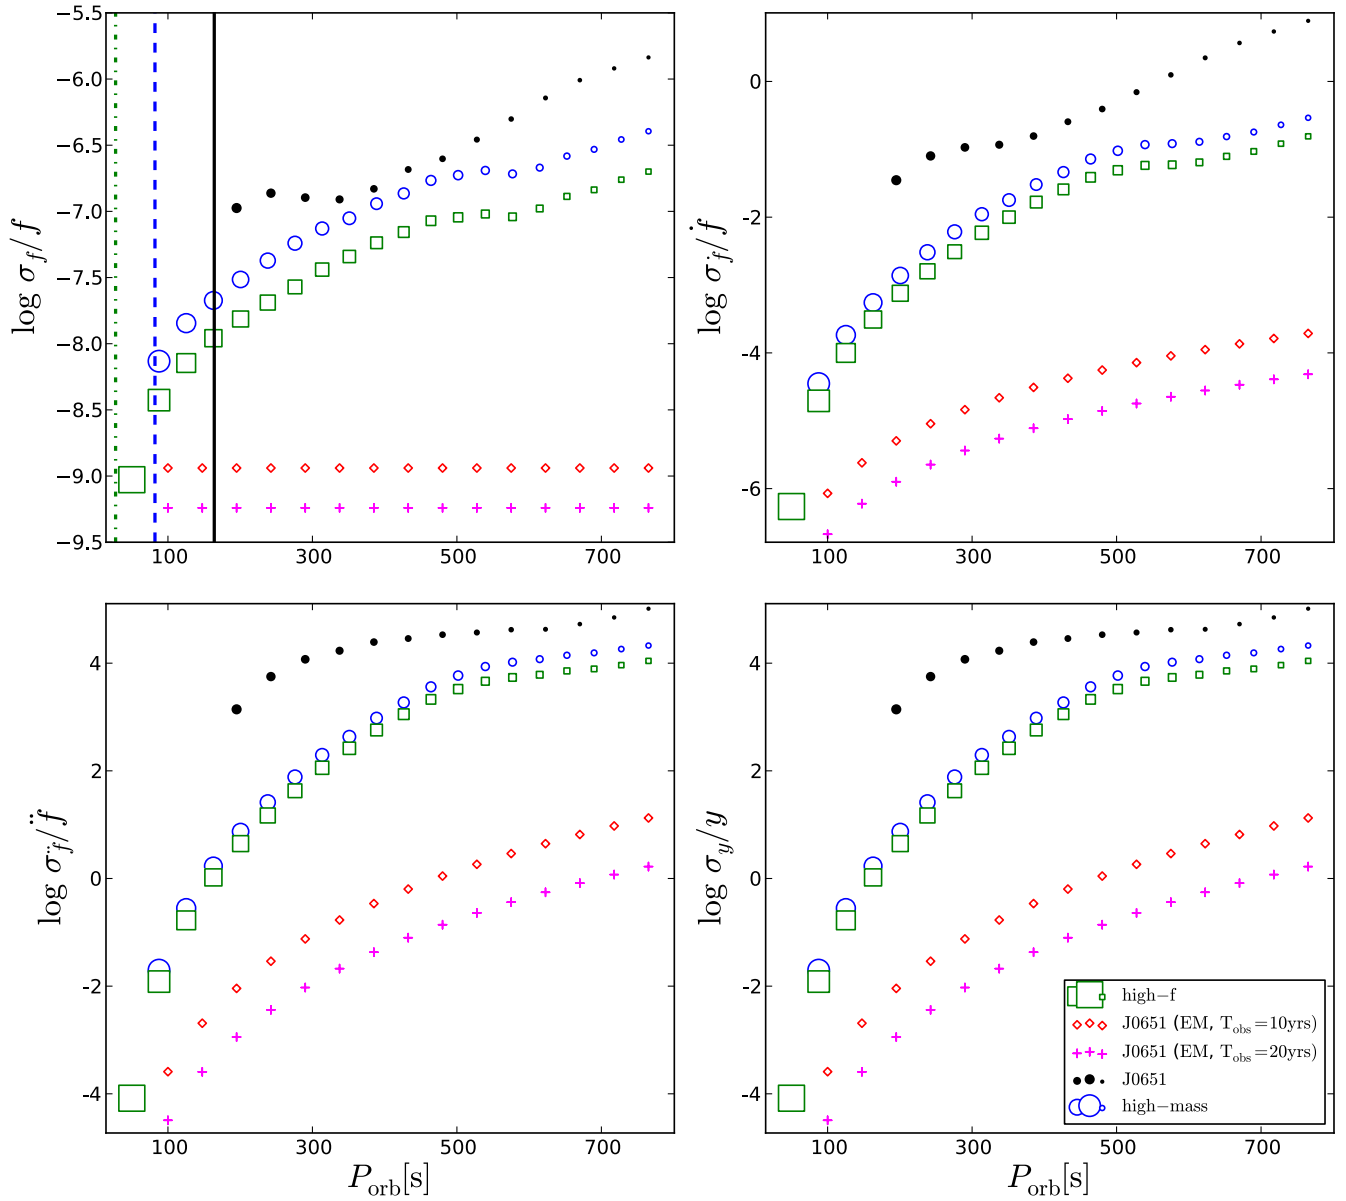 −5.5
−6.0
−6.5
−7.0
−7.5
−8.0
−8.5
−9.0
−9.5
log σ_f/f
100 300 500 700
0
−2
−4
−6
log σ_ḟ/ḟ
100 300 500 700
4
2
0
−2
−4
log σ_f̈/f̈
100 300 500 700
P_orb[s]
4
2
0
−2
−4
log σ_y/y
100 300 500 700
P_orb[s]
high−f
J0651 (EM, T_obs=10yrs)
J0651 (EM, T_obs=20yrs)
J0651
high−mass